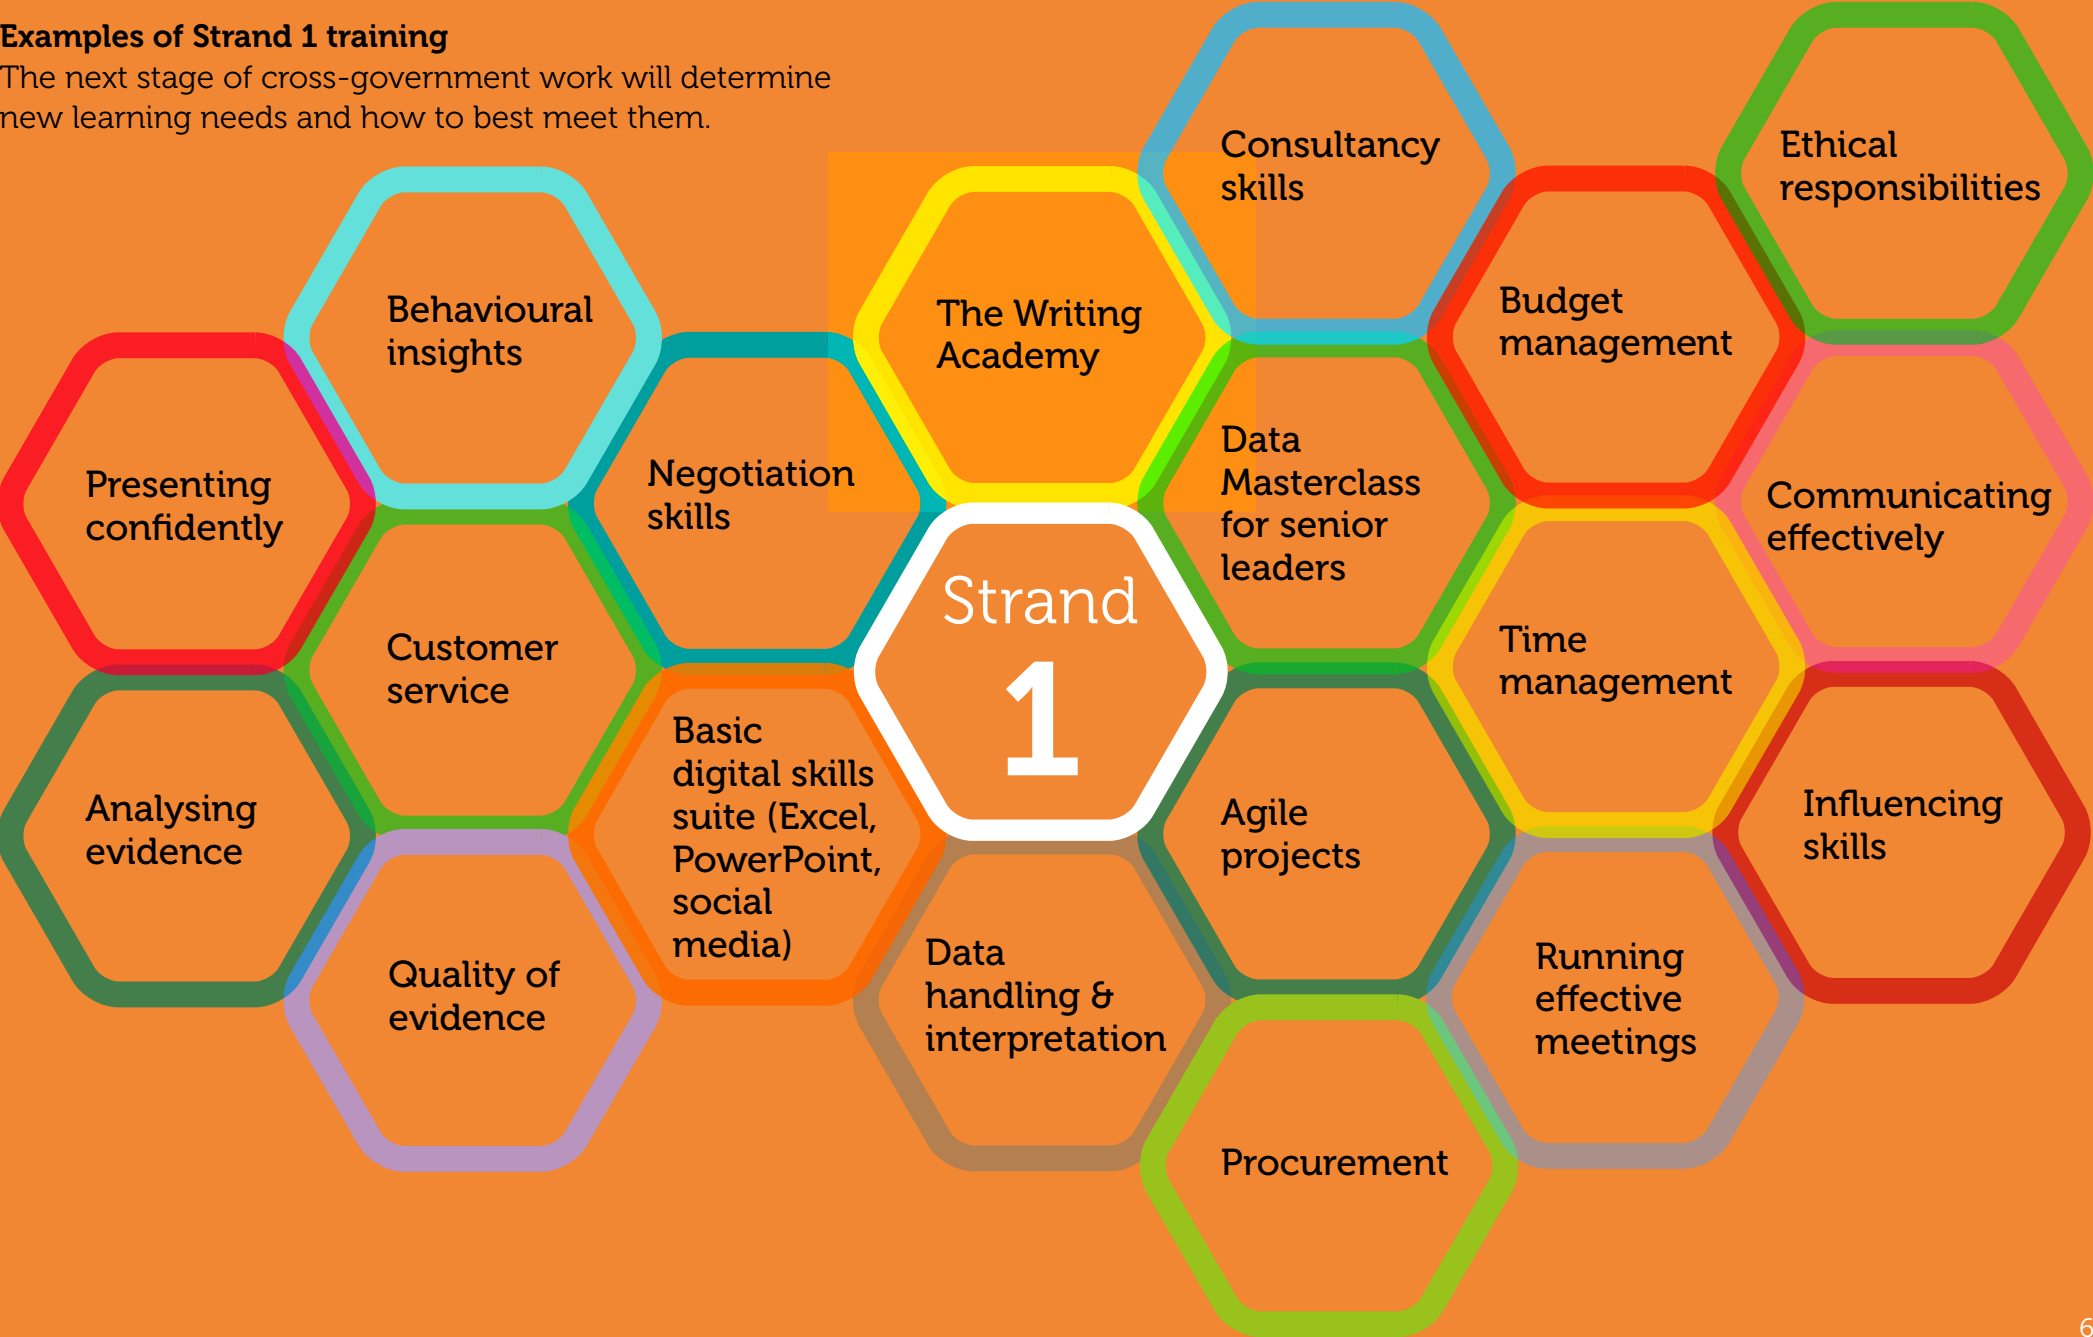 Examples of Strand 1 training
The next stage of cross-government work will determine
new learning needs and how to best meet them.
Consultancy
skills
Ethical
responsibilities
Behavioural
insights
The Writing
Academy
Budget
management
Presenting
confidently
Negotiation
skills
Data
Masterclass
for senior
leaders
Communicating
effectively
Customer
service
Strand
1
Time
management
Analysing
evidence
Basic
digital skills
suite (Excel,
PowerPoint,
social
media)
Agile
projects
Influencing
skills
Quality of
evidence
Data
handling &
interpretation
Running
effective
meetings
Procurement
6